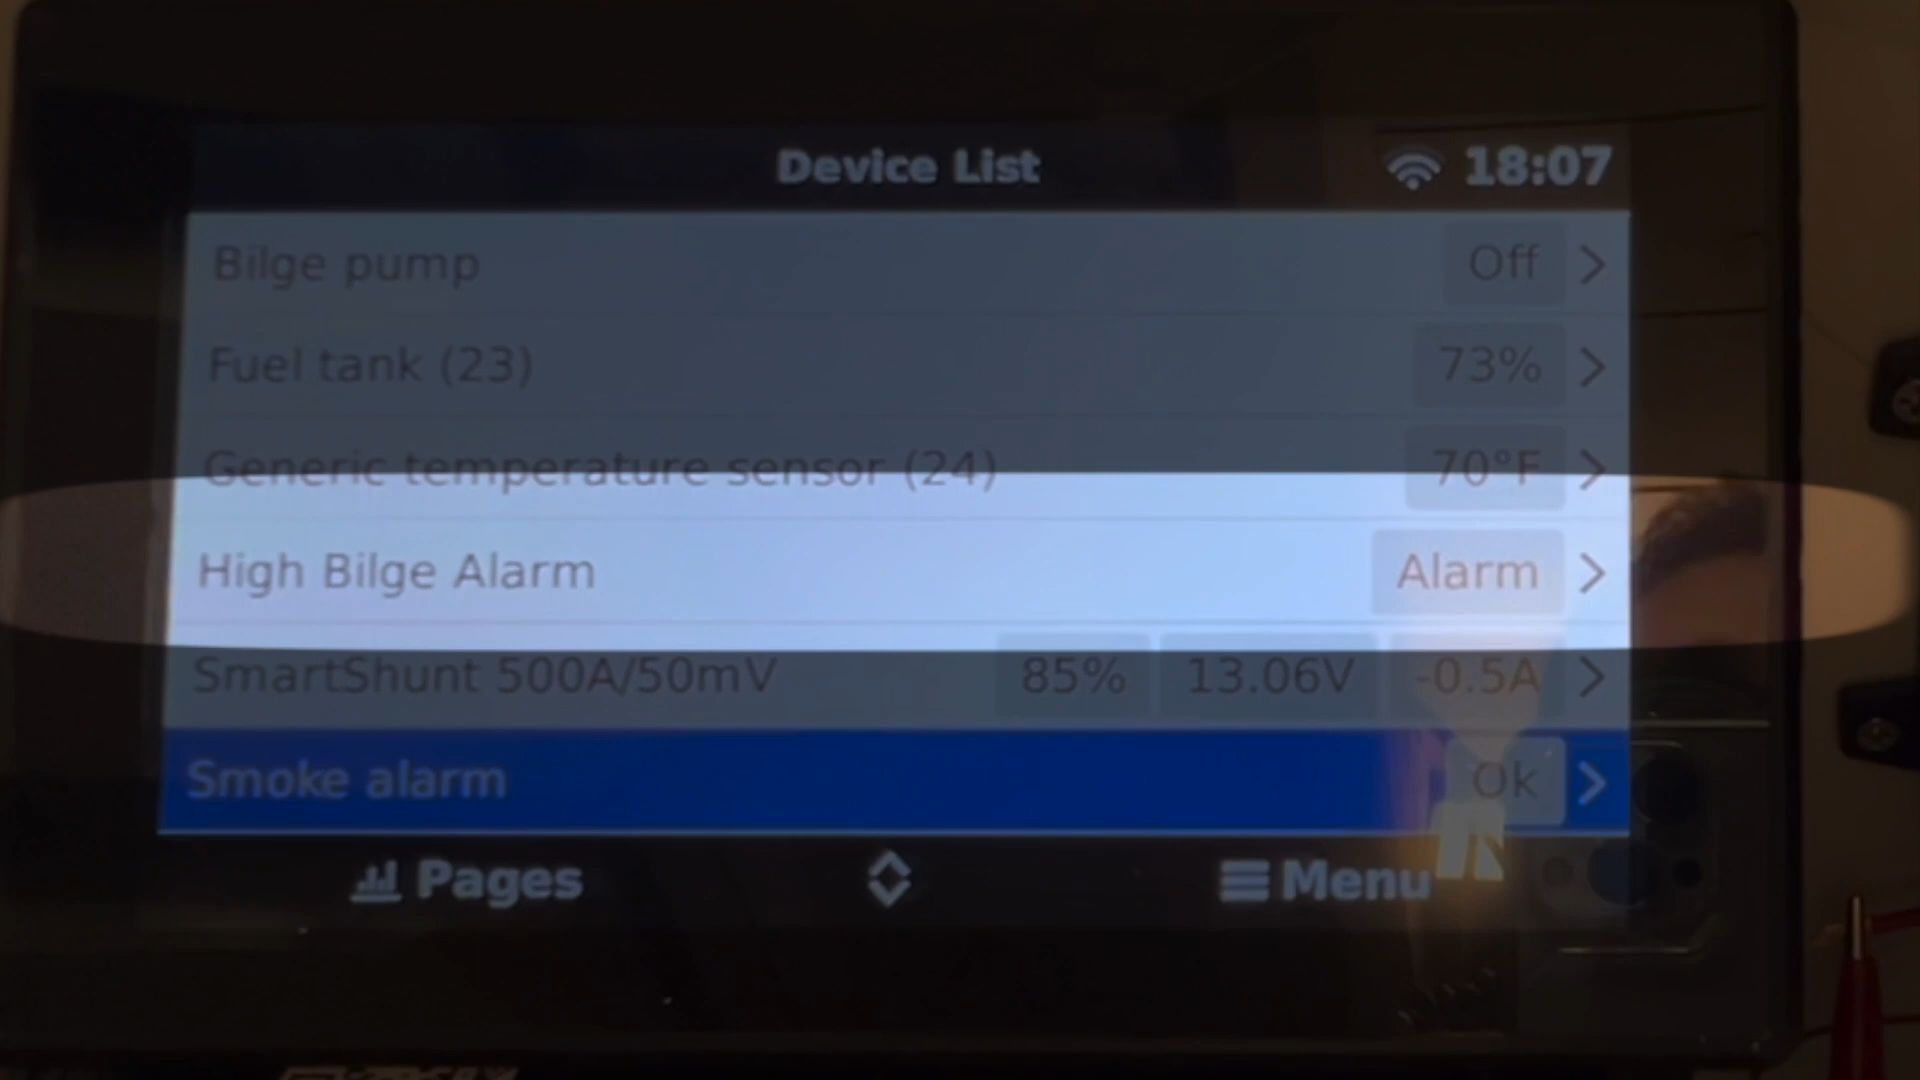 Device List 18:07
Bilge pump Off
Fuel tank (23) 73%
Generic temperature sensor (24) 70°F
High Bilge Alarm Alarm
SmartShunt 500A/50mV 85% 13.06V -0.5A
Smoke alarm Ok
Pages Menu